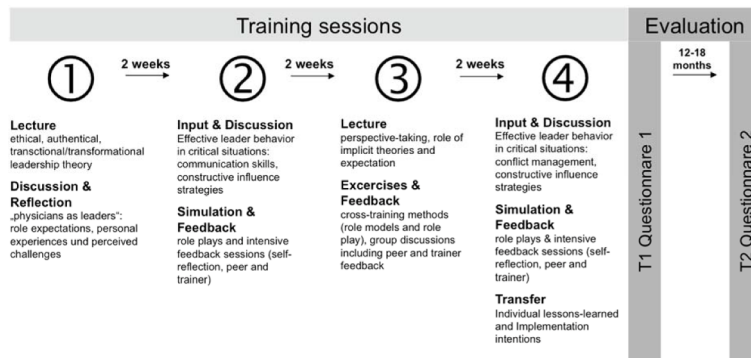 Training sessions
Evaluation
1
2 weeks
2
2 weeks
3
2 weeks
4
12-18
months
Lecture
ethical, authentical,
transctional/transformational
leadership theory
Discussion &
Reflection
„physicians as leaders":
role expectations, personal
experiences und perceived
challenges
Input & Discussion
Effective leader behavior
in critical situations:
communication skills,
constructive influence
strategies
Simulation &
Feedback
role plays and intensive
feedback sessions (self-
reflection, peer and
trainer)
Lecture
perspective-taking, role of
implicit theories and
expectation
Excercises &
Feedback
cross-training methods
(role models and role
play), group discussions
including peer and trainer
feedback
Input & Discussion
Effective leader behavior
in critical situations:
conflict management,
constructive influence
strategies
Simulation &
Feedback
role plays & intensive
feedback sessions (self-
reflection, peer and
trainer)
Transfer
Individual lessons-learned
and Implementation
intentions
T1 Questionnare 1
T2 Questionnare 2